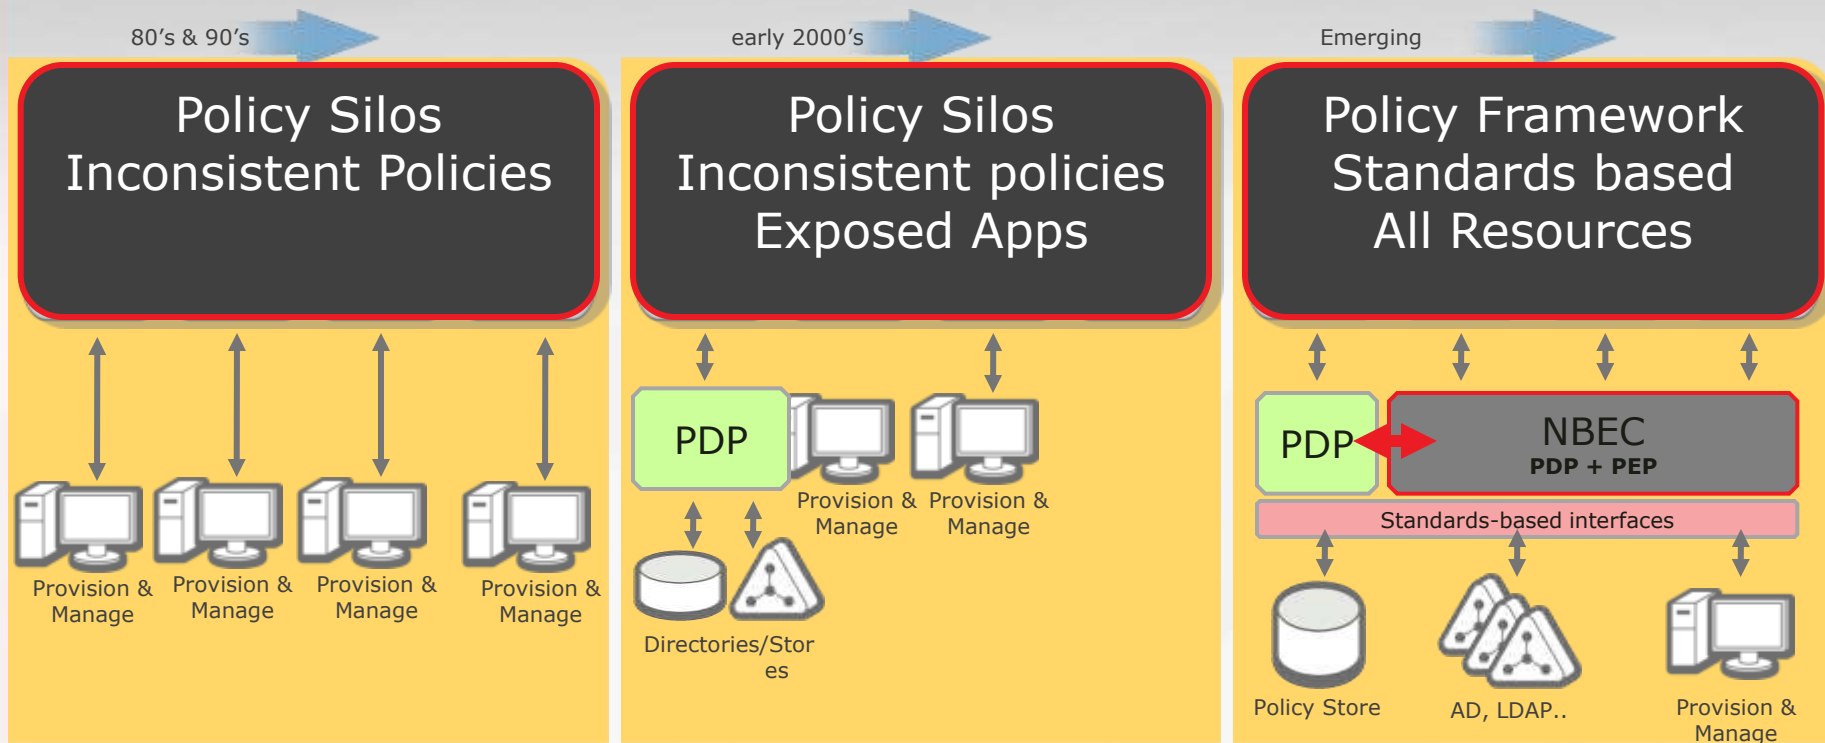 80's & 90's
Policy Silos
Inconsistent Policies
Provision &
Manage
Provision &
Manage
Provision &
Manage
Provision &
Manage
early 2000's
Policy Silos
Inconsistent policies
Exposed Apps
PDP
Provision &
Manage
Provision &
Manage
Directories/Stor
es
Emerging
Policy Framework
Standards based
All Resources
PDP
NBEC
PDP + PEP
Standards-based interfaces
Policy Store
AD, LDAP..
Provision &
Manage